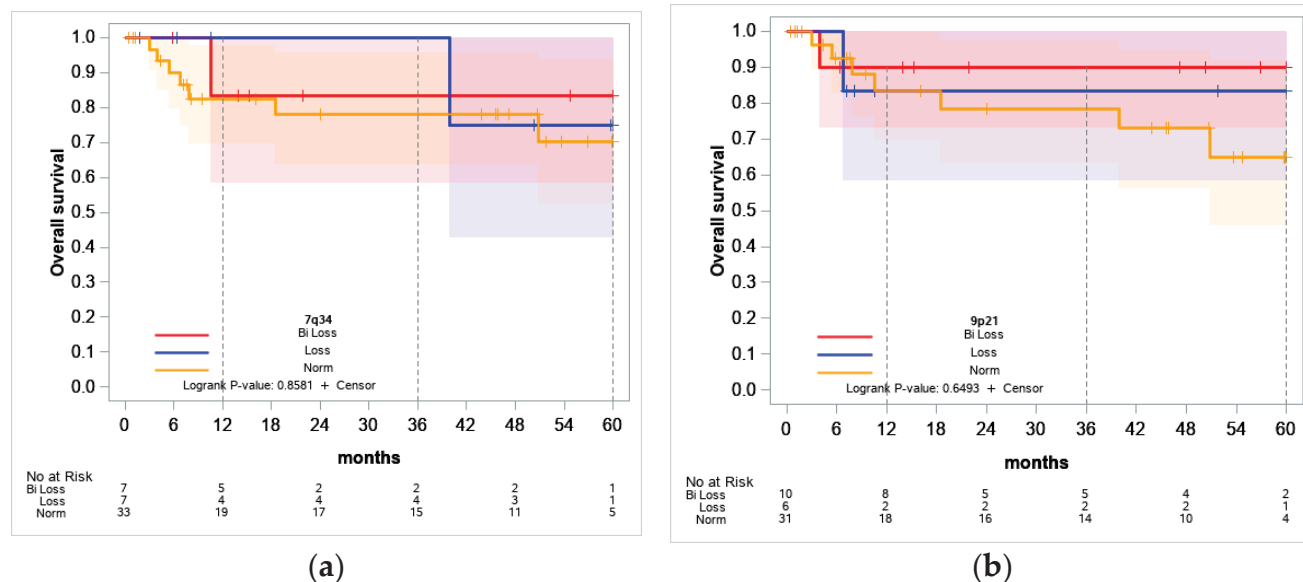 1.0
0.9
0.8
0.7
0.6
0.5
0.4
0.3
0.2
0.1
0.0
Overall survival
7q34
Bi Loss
Loss
Norm
Logrank P-value: 0.8581 + Censor
0 6 12 18 24 30 36 42 48 54 60
months
No at Risk
Bi Loss 7 5 2 2 2 1
Loss 7 4 4 4 3 1
Norm 33 19 17 15 11 5
(a)
1.0
0.9
0.8
0.7
0.6
0.5
0.4
0.3
0.2
0.1
0.0
Overall survival
9p21
Bi Loss
Loss
Norm
Logrank P-value: 0.6493 + Censor
0 6 12 18 24 30 36 42 48 54 60
months
No at Risk
Bi Loss 10 8 5 5 4 2
Loss 6 2 2 2 2 1
Norm 31 18 16 14 10 4
(b)